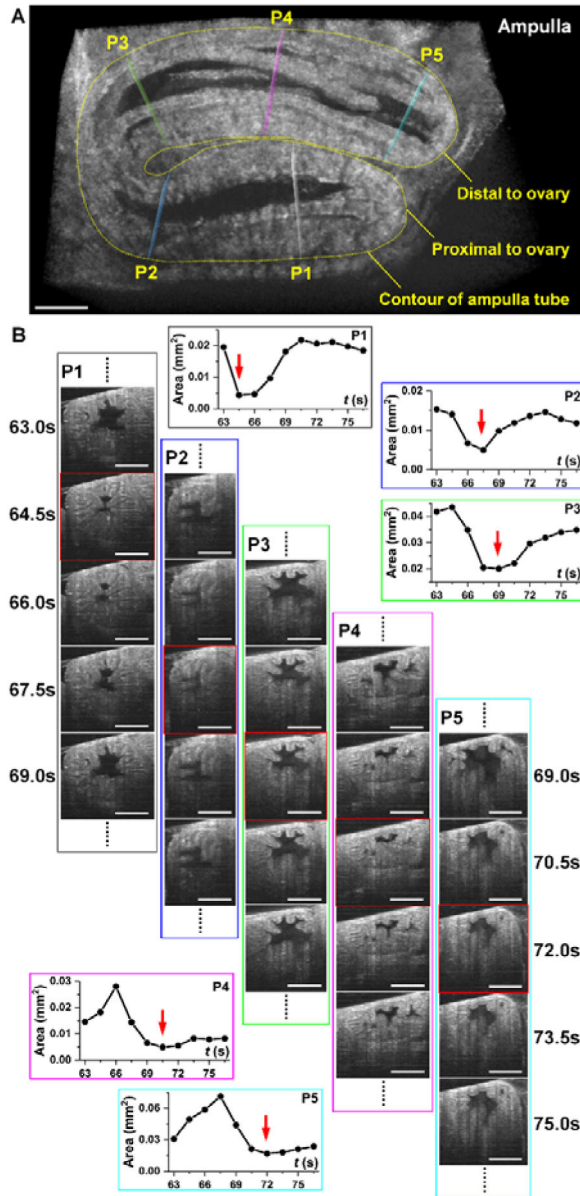 A
Ampulla
P3
P4
P5
P2
P1
Distal to ovary
Proximal to ovary
Contour of ampulla tube
B
P1
63.0s
64.5s
66.0s
67.5s
69.0s
P1
Area (mm²)
0.02
0.01
0.00
63 66 69 72 75
t (s)
P2
P2
Area (mm²)
0.02
0.01
0.00
63 66 69 72 75
t (s)
P3
P3
Area (mm²)
0.04
0.03
0.02
63 66 69 72 75
t (s)
P4
P5
69.0s
70.5s
72.0s
73.5s
75.0s
P4
Area (mm²)
0.03
0.02
0.01
0.00
63 66 69 72 75
t (s)
P5
Area (mm²)
0.06
0.03
0.00
63 66 69 72 75
t (s)